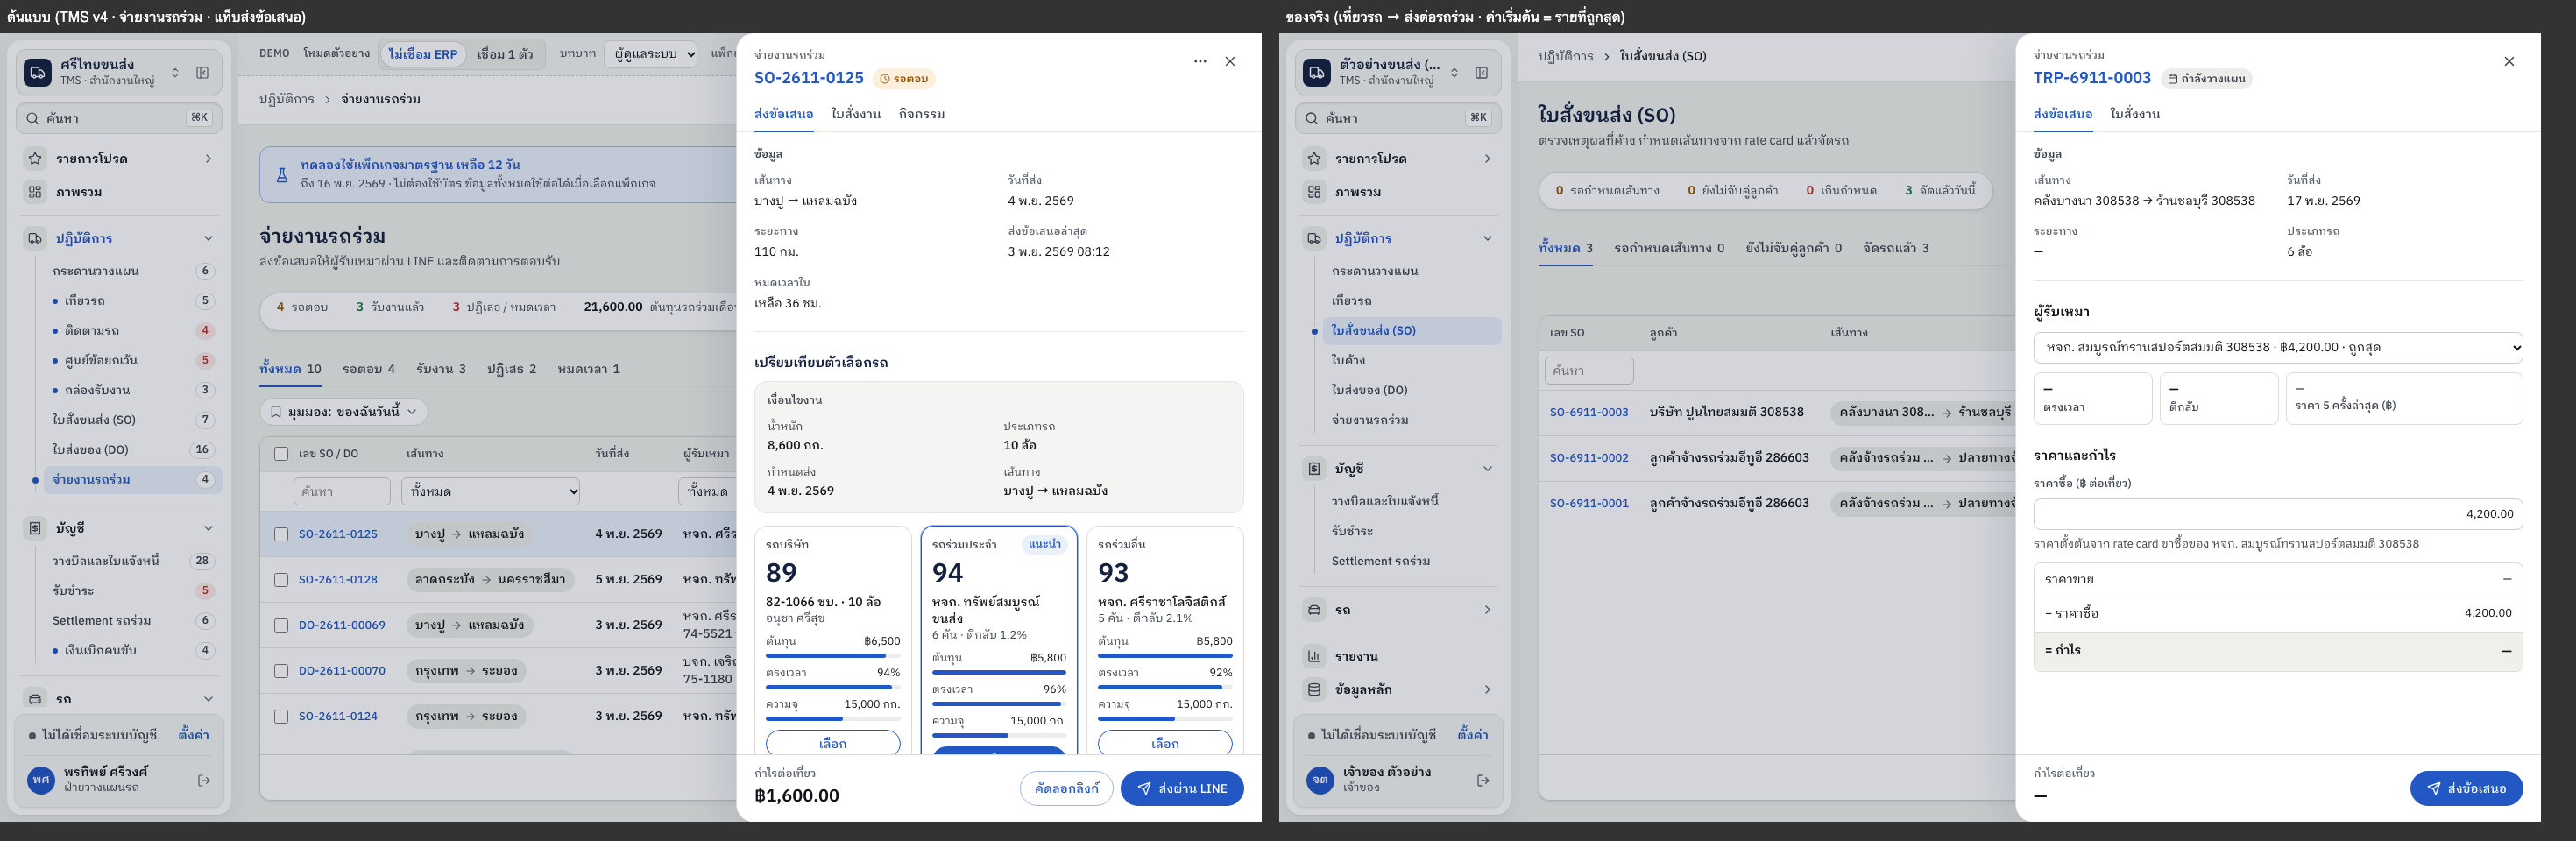 ต้นแบบ (TMS v4 · จ่ายงานรถร่วม · แท็บส่งข้อเสนอ)
ศรีไทยขนส่ง
TMS · สำนักงานใหญ่
ค้นหา ⌘K
รายการโปรด
ภาพรวม
ปฏิบัติการ
กระดานวางแผน 6
เที่ยวรถ 5
ติดตามรถ 4
ศูนย์ข้อยกเว้น 5
กล่องรับงาน 3
ใบสั่งขนส่ง (SO) 7
ใบส่งของ (DO) 16
จ่ายงานรถร่วม 4
บัญชี
วางบิลและใบแจ้งหนี้ 28
รับชำระ 5
Settlement รถร่วม 6
เงินเบิกคนขับ 4
รถ
ไม่ได้เชื่อมระบบบัญชี ตั้งค่า
พศ พรทิพย์ ศรีวงศ์
ฝ่ายวางแผนรถ
DEMO โหมดตัวอย่าง ไม่เชื่อม ERP เชื่อม 1 ตัว บทบาท ผู้ดูแลระบบ
ปฏิบัติการ > จ่ายงานรถร่วม
ทดลองใช้แพ็กเกจมาตรฐาน เหลือ 12 วัน
ถึง 16 พ.ย. 2569 · ไม่ต้องใช้บัตร ข้อมูลทั้งหมดใช้ต่อได้เมื่อเลือกแพ็กเกจ
จ่ายงานรถร่วม
ส่งข้อเสนอให้ผู้รับเหมาผ่าน LINE และติดตามการตอบรับ
4 รอตอบ 3 รับงานแล้ว 3 ปฏิเสธ / หมดเวลา 21,600.00 ต้นทุนรถร่วมเดือน
ทั้งหมด 10 รอตอบ 4 รับงาน 3 ปฏิเสธ 2 หมดเวลา 1
มุมมอง: ของฉันวันนี้
เลข SO / DO เส้นทาง วันที่ส่ง ผู้รับเหมา
ค้นหา ทั้งหมด ทั้งหมด
SO-2611-0125 บางปู → แหลมฉบัง 4 พ.ย. 2569 หจก. ศรีร
SO-2611-0128 ลาดกระบัง → นครราชสีมา 5 พ.ย. 2569 หจก. ทรัพ
DO-2611-00069 บางปู → แหลมฉบัง 3 พ.ย. 2569 หจก. ศรีร
74-5521
DO-2611-00070 กรุงเทพ → ระยอง 3 พ.ย. 2569 บจก. เจริญ
75-1180
SO-2611-0124 กรุงเทพ → ระยอง 3 พ.ย. 2569 หจก. ทรัพ
จ่ายงานรถร่วม
SO-2611-0125 รอตอบ
ส่งข้อเสนอ ใบสั่งงาน กิจกรรม
ข้อมูล
เส้นทาง วันที่ส่ง
บางปู → แหลมฉบัง 4 พ.ย. 2569
ระยะทาง ส่งข้อเสนอล่าสุด
110 กม. 3 พ.ย. 2569 08:12
หมดเวลาใน
เหลือ 36 ชม.
เปรียบเทียบตัวเลือกรถ
เงื่อนไขงาน
น้ำหนัก ประเภทรถ
8,600 กก. 10 ล้อ
กำหนดส่ง เส้นทาง
4 พ.ย. 2569 บางปู → แหลมฉบัง
รถบริษัท
89
82-1066 ชบ. · 10 ล้อ
อนุชา ศรีสุข
ต้นทุน ฿6,500
ตรงเวลา 94%
ความจุ 15,000 กก.
เลือก
รถร่วมประจำ แนะนำ
94
หจก. ทรัพย์สมบูรณ์
ขนส่ง
6 คัน · ตีกลับ 1.2%
ต้นทุน ฿5,800
ตรงเวลา 96%
ความจุ 15,000 กก.
รถร่วมอื่น
93
หจก. ศรีราชาโลจิสติกส์
5 คัน · ตีกลับ 2.1%
ต้นทุน ฿5,800
ตรงเวลา 92%
ความจุ 15,000 กก.
เลือก
กำไรต่อเที่ยว
฿1,600.00
คัดลอกลิงก์ ส่งผ่าน LINE
ของจริง (เที่ยวรถ → ส่งต่อรถร่วม · ค่าเริ่มต้น = รายที่ถูกสุด)
ตัวอย่างขนส่ง (...
TMS · สำนักงานใหญ่
ค้นหา ⌘K
รายการโปรด
ภาพรวม
ปฏิบัติการ
กระดานวางแผน
เที่ยวรถ
ใบสั่งขนส่ง (SO)
ใบค้าง
ใบส่งของ (DO)
จ่ายงานรถร่วม
บัญชี
วางบิลและใบแจ้งหนี้
รับชำระ
Settlement รถร่วม
รถ
รายงาน
ข้อมูลหลัก
ไม่ได้เชื่อมระบบบัญชี ตั้งค่า
จต เจ้าของ ตัวอย่าง
เจ้าของ
ปฏิบัติการ > ใบสั่งขนส่ง (SO)
ใบสั่งขนส่ง (SO)
ตรวจเหตุผลที่ค้าง กำหนดเส้นทางจาก rate card แล้วจัดรถ
0 รอกำหนดเส้นทาง 0 ยังไม่จับคู่ลูกค้า 0 เกินกำหนด 3 จัดแล้ววันนี้
ทั้งหมด 3 รอกำหนดเส้นทาง 0 ยังไม่จับคู่ลูกค้า 0 จัดรถแล้ว 3
เลข SO ลูกค้า เส้นทาง
ค้นหา
SO-6911-0003 บริษัท ปูนไทยสมมติ 308538 คลังบางนา 308... → ร้านชลบุรี
SO-6911-0002 ลูกค้าจ้างรถร่วมอีทูอี 286603 คลังจ้างรถร่วม ... → ปลายทางจ้
SO-6911-0001 ลูกค้าจ้างรถร่วมอีทูอี 286603 คลังจ้างรถร่วม ... → ปลายทางจ้
จ่ายงานรถร่วม
TRP-6911-0003 กำลังวางแผน
ส่งข้อเสนอ ใบสั่งงาน
ข้อมูล
เส้นทาง วันที่ส่ง
คลังบางนา 308538 → ร้านชลบุรี 308538 17 พ.ย. 2569
ระยะทาง ประเภทรถ
— 6 ล้อ
ผู้รับเหมา
หจก. สมบูรณ์ทรานสปอร์ตสมมติ 308538 · ฿4,200.00 · ถูกสุด
— — —
ตรงเวลา ตีกลับ ราคา 5 ครั้งล่าสุด (฿)
ราคาและกำไร
ราคาซื้อ (฿ ต่อเที่ยว)
4,200.00
ราคาตั้งต้นจาก rate card ขาซื้อของ หจก. สมบูรณ์ทรานสปอร์ตสมมติ 308538
ราคาขาย —
− ราคาซื้อ 4,200.00
= กำไร —
กำไรต่อเที่ยว
—
ส่งข้อเสนอ